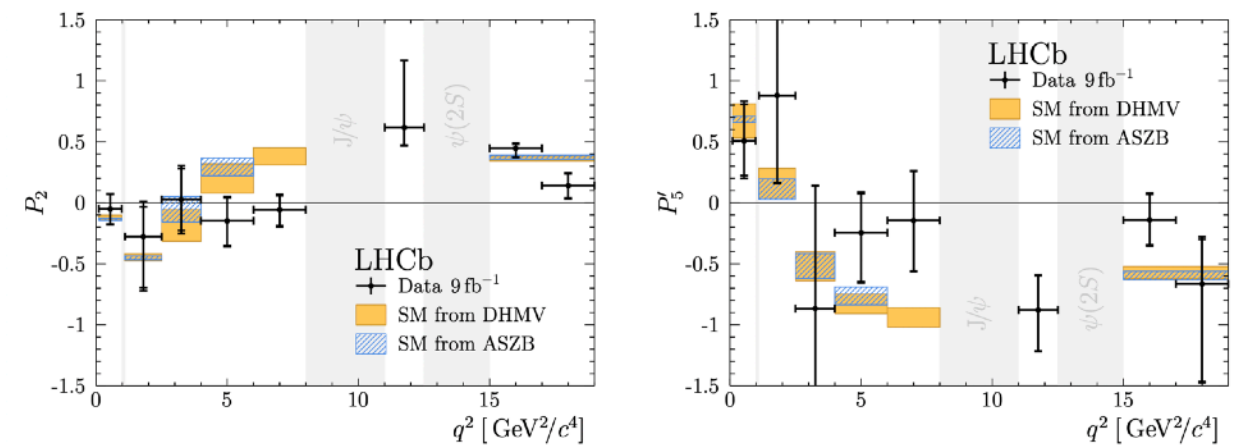 1.5
1
0.5
0
-0.5
-1
-1.5
P₂
J/ψ
ψ(2S)
LHCb
Data 9 fb⁻¹
SM from DHMV
SM from ASZB
0 5 10 15
q² [GeV²/c⁴]
1.5
1
0.5
0
-0.5
-1
-1.5
P′₅
LHCb
Data 9 fb⁻¹
SM from DHMV
SM from ASZB
J/ψ
ψ(2S)
0 5 10 15
q² [GeV²/c⁴]